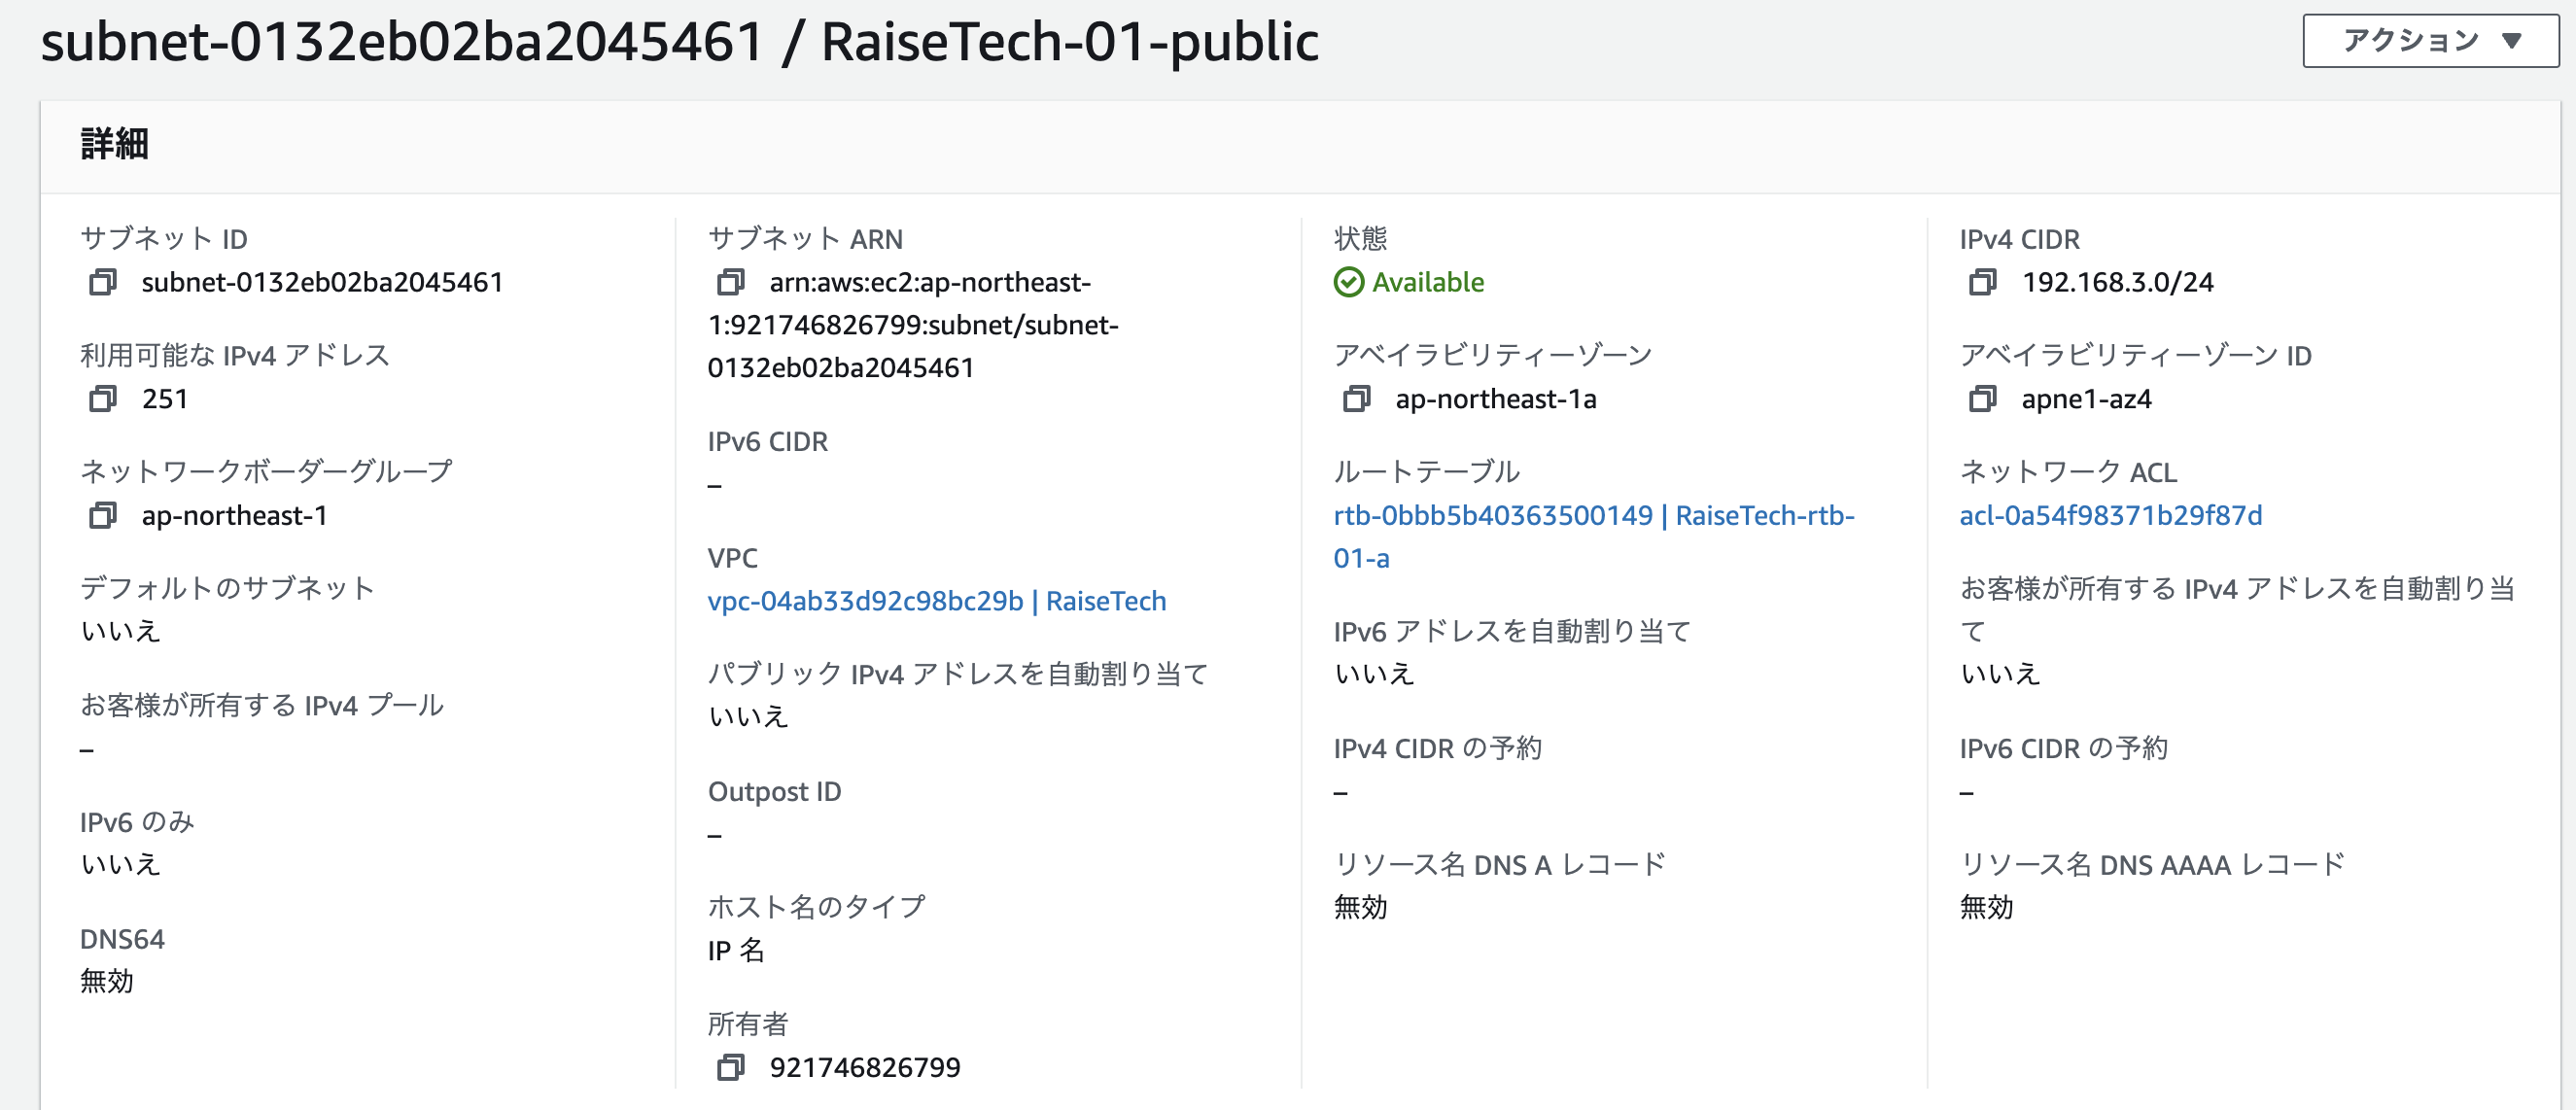 subnet-0132eb02ba2045461 / RaiseTech-01-public
アクション ▼
詳細
サブネット ID
subnet-0132eb02ba2045461
利用可能な IPv4 アドレス
251
ネットワークボーダーグループ
ap-northeast-1
デフォルトのサブネット
いいえ
お客様が所有する IPv4 プール
–
IPv6 のみ
いいえ
DNS64
無効
サブネット ARN
arn:aws:ec2:ap-northeast-
1:921746826799:subnet/subnet-
0132eb02ba2045461
IPv6 CIDR
–
VPC
vpc-04ab33d92c98bc29b | RaiseTech
パブリック IPv4 アドレスを自動割り当て
いいえ
Outpost ID
–
ホスト名のタイプ
IP 名
所有者
921746826799
状態
Available
アベイラビリティーゾーン
ap-northeast-1a
ルートテーブル
rtb-0bbb5b40363500149 | RaiseTech-rtb-
01-a
IPv6 アドレスを自動割り当て
いいえ
IPv4 CIDR の予約
–
リソース名 DNS A レコード
無効
IPv4 CIDR
192.168.3.0/24
アベイラビリティーゾーン ID
apne1-az4
ネットワーク ACL
acl-0a54f98371b29f87d
お客様が所有する IPv4 アドレスを自動割り当
て
いいえ
IPv6 CIDR の予約
–
リソース名 DNS AAAA レコード
無効